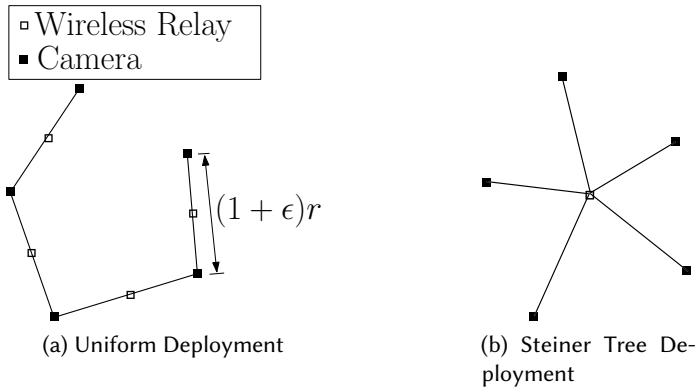 Wireless Relay
Camera
(1 + ϵ)r
(a) Uniform Deployment
(b) Steiner Tree De-
ployment